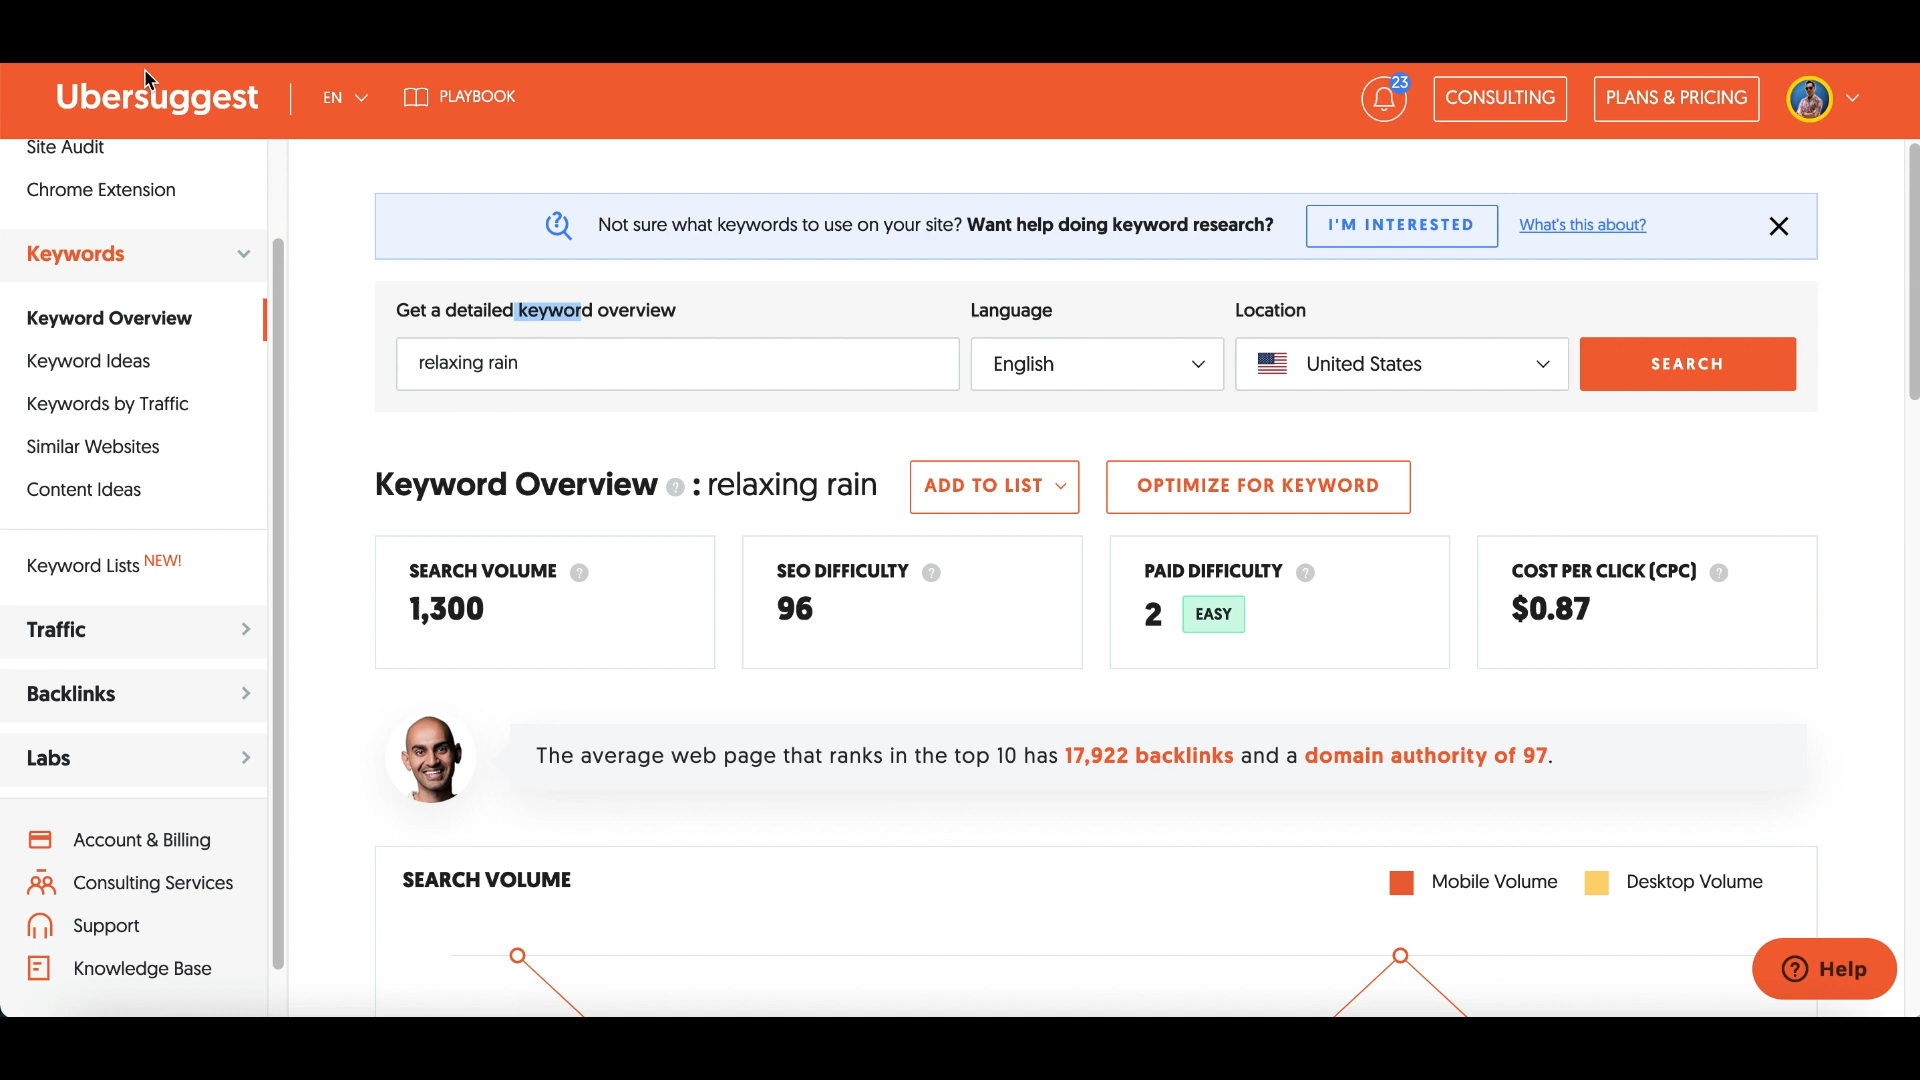 Ubersuggest
EN
PLAYBOOK
23
CONSULTING
PLANS & PRICING
Site Audit
Chrome Extension
Keywords
Keyword Overview
Keyword Ideas
Keywords by Traffic
Similar Websites
Content Ideas
Keyword Lists NEW!
Traffic
Backlinks
Labs
Account & Billing
Consulting Services
Support
Knowledge Base
Not sure what keywords to use on your site? Want help doing keyword research?
I'M INTERESTED
What's this about?
Get a detailed keyword overview
Language
Location
relaxing rain
English
United States
SEARCH
Keyword Overview ? : relaxing rain
ADD TO LIST
OPTIMIZE FOR KEYWORD
SEARCH VOLUME ?
1,300
SEO DIFFICULTY ?
96
PAID DIFFICULTY ?
2 EASY
COST PER CLICK (CPC) ?
$0.87
The average web page that ranks in the top 10 has 17,922 backlinks and a domain authority of 97.
SEARCH VOLUME
Mobile Volume
Desktop Volume
? Help